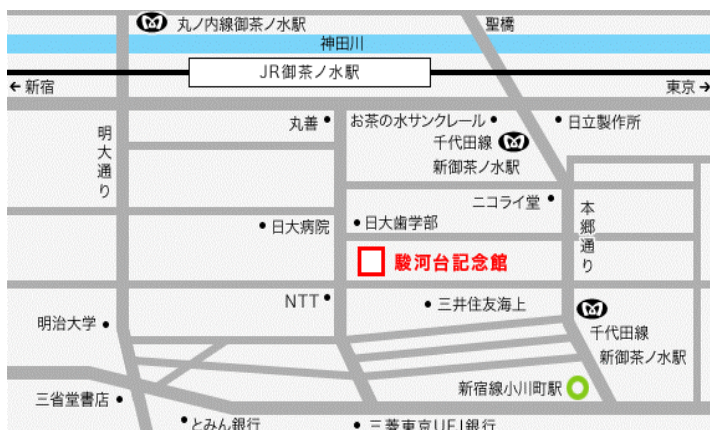 丸ノ内線御茶ノ水駅
聖橋
神田川
JR御茶ノ水駅
←新宿
東京→
丸善
お茶の水サンクレール
日立製作所
千代田線
新御茶ノ水駅
明大通り
ニコライ堂
日大病院
日大歯学部
本郷通り
駿河台記念館
NTT
三井住友海上
明治大学
千代田線
新御茶ノ水駅
新宿線小川町駅
三省堂書店
とみん銀行
三菱東京UFJ銀行